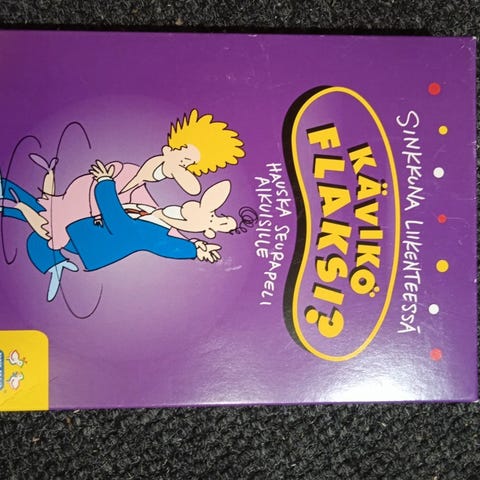 SINKKUNA LIIKENTEESSÄ
KÄVIKÖ
FLAKSI?
HAUSKA SEURAPELI
AIKUISILLE